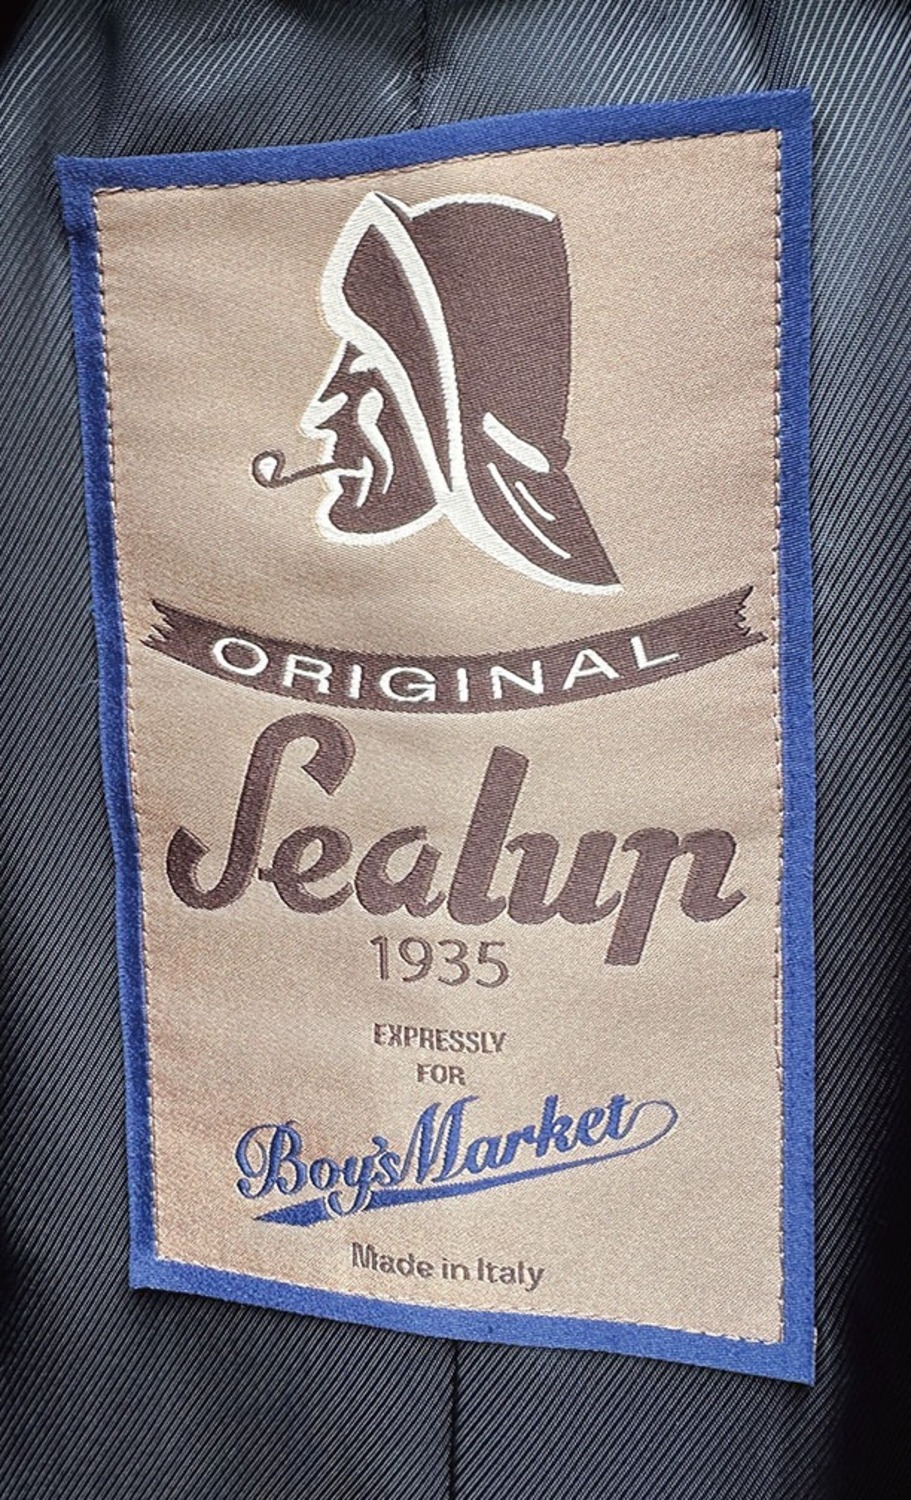 ORIGINAL
Sealup
1935
EXPRESSLY
FOR
Boy's Market
Made in Italy